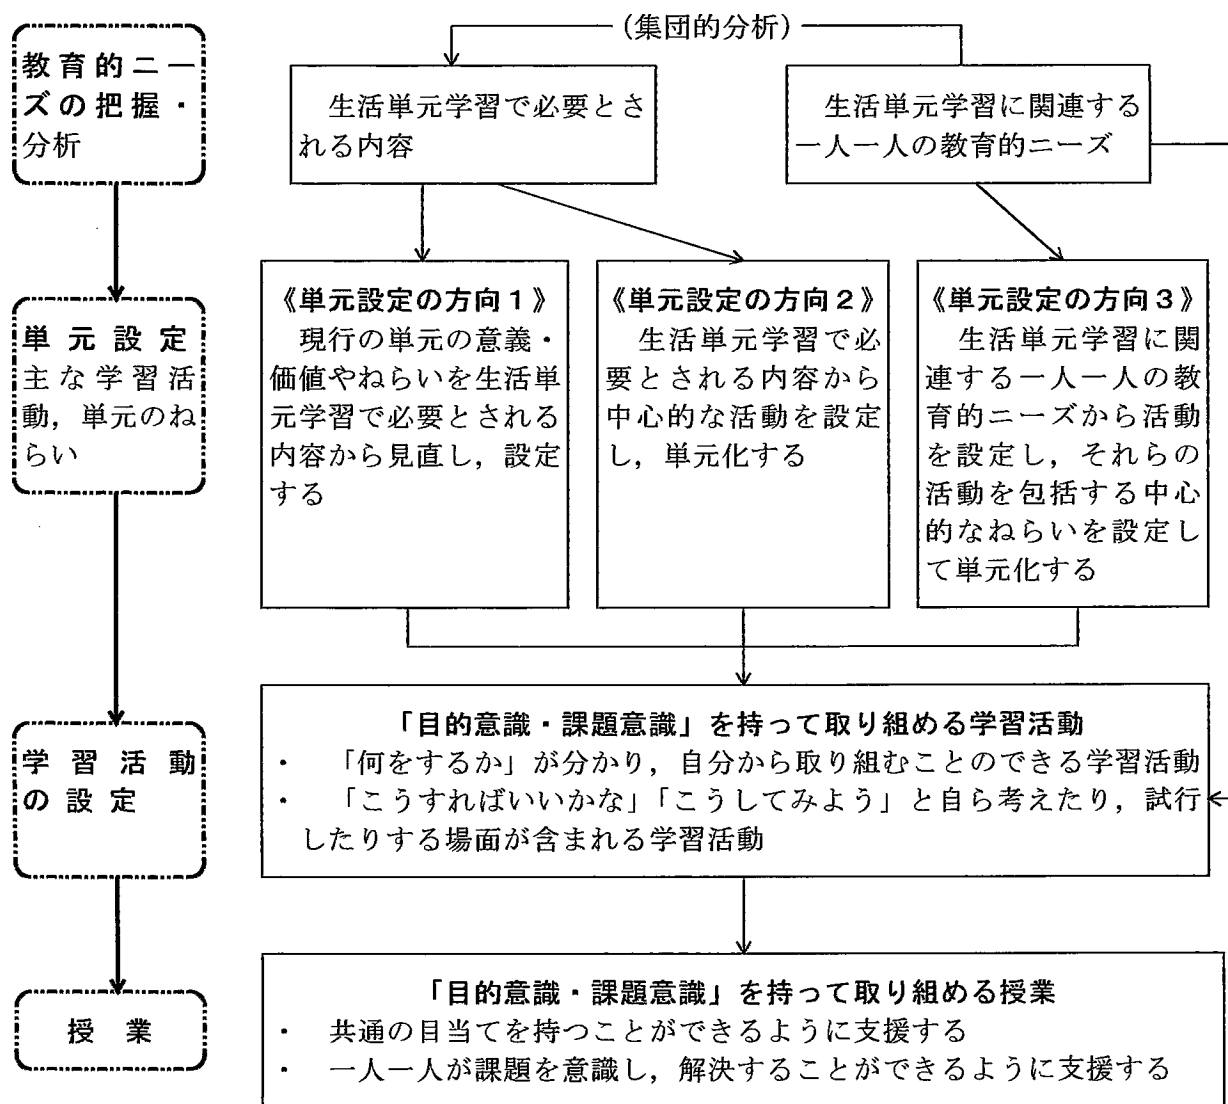 (集団的分析)
教育的ニー
ズの把握・
分析
生活単元学習で必要とさ
れる内容
生活単元学習に関連する
一人一人の教育的ニーズ
単元設定
主な学習活
動，単元のね
らい
《単元設定の方向１》
現行の単元の意義・
価値やねらいを生活単
元学習で必要とされる
内容から見直し，設定
する
《単元設定の方向２》
生活単元学習で必
要とされる内容から
中心的な活動を設定
し，単元化する
《単元設定の方向３》
生活単元学習に関
連する一人一人の教
育的ニーズから活動
を設定し，それらの
活動を包括する中心
的なねらいを設定し
て単元化する
学習活動
の設定
「目的意識・課題意識」を持って取り組める学習活動
・ 「何をするか」が分かり，自分から取り組むことのできる学習活動
・ 「こうすればいいかな」「こうしてみよう」と自ら考えたり，試行
したりする場面が含まれる学習活動
授業
「目的意識・課題意識」を持って取り組める授業
・ 共通の目当てを持つことができるように支援する
・ 一人一人が課題を意識し，解決することができるように支援する